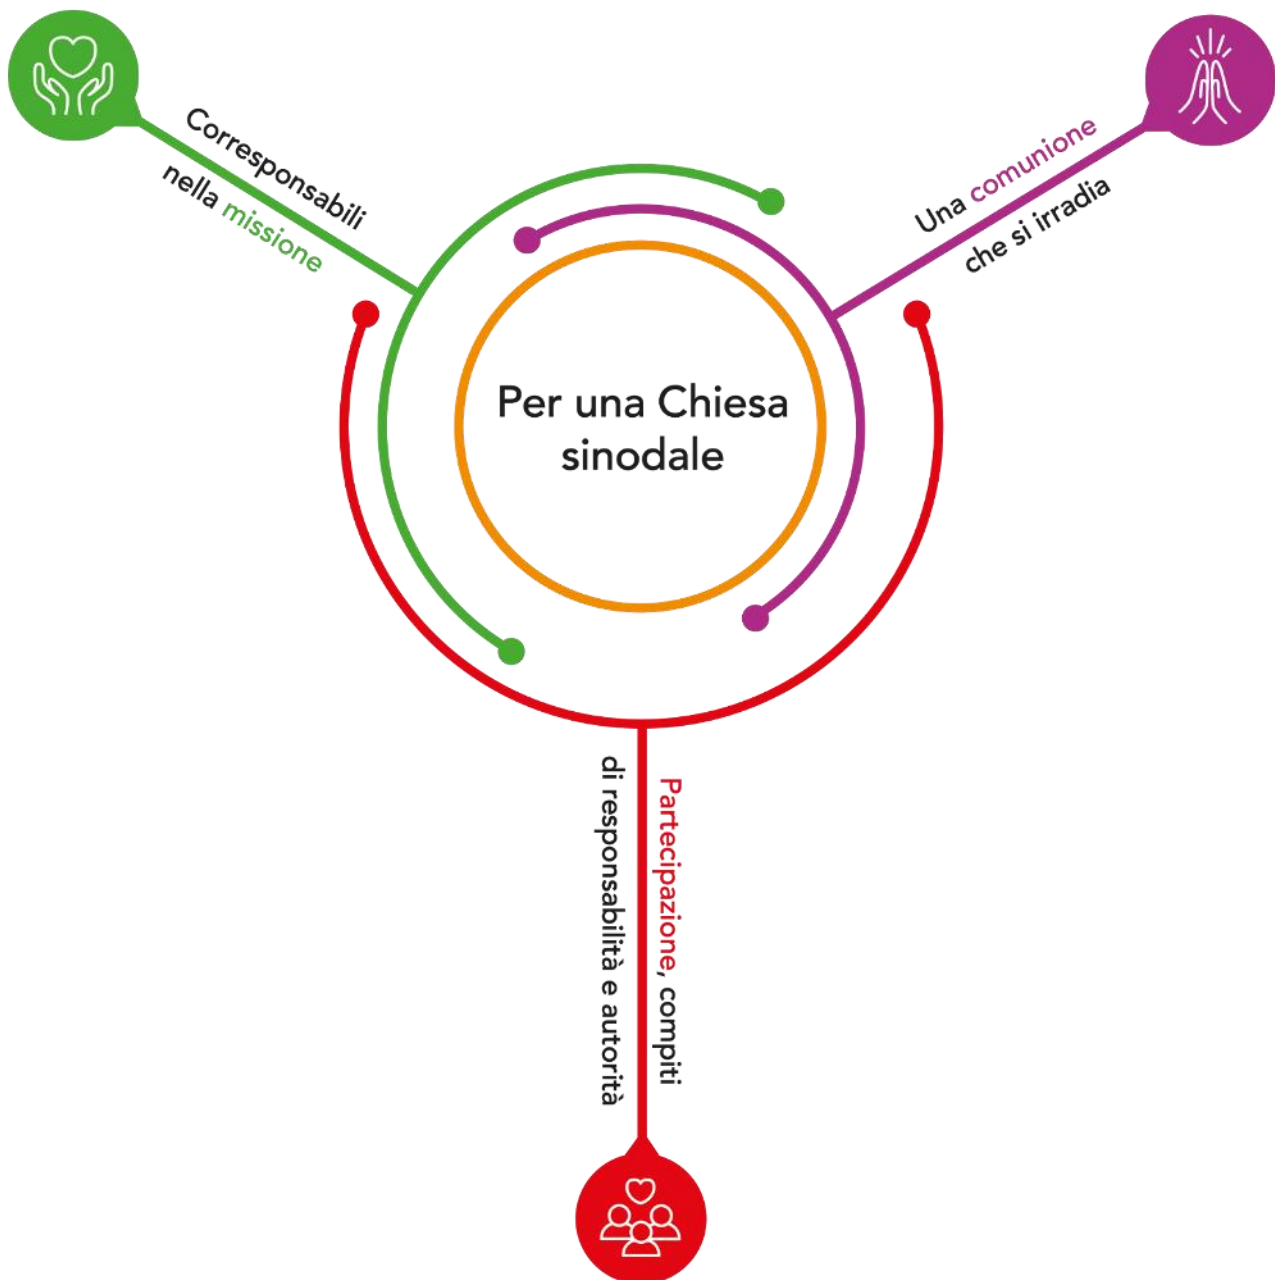 Corresponsabili
nella missione
Una comunione
che si irradia
Per una Chiesa
sinodale
Partecipazione, compiti
di responsabilità e autorità